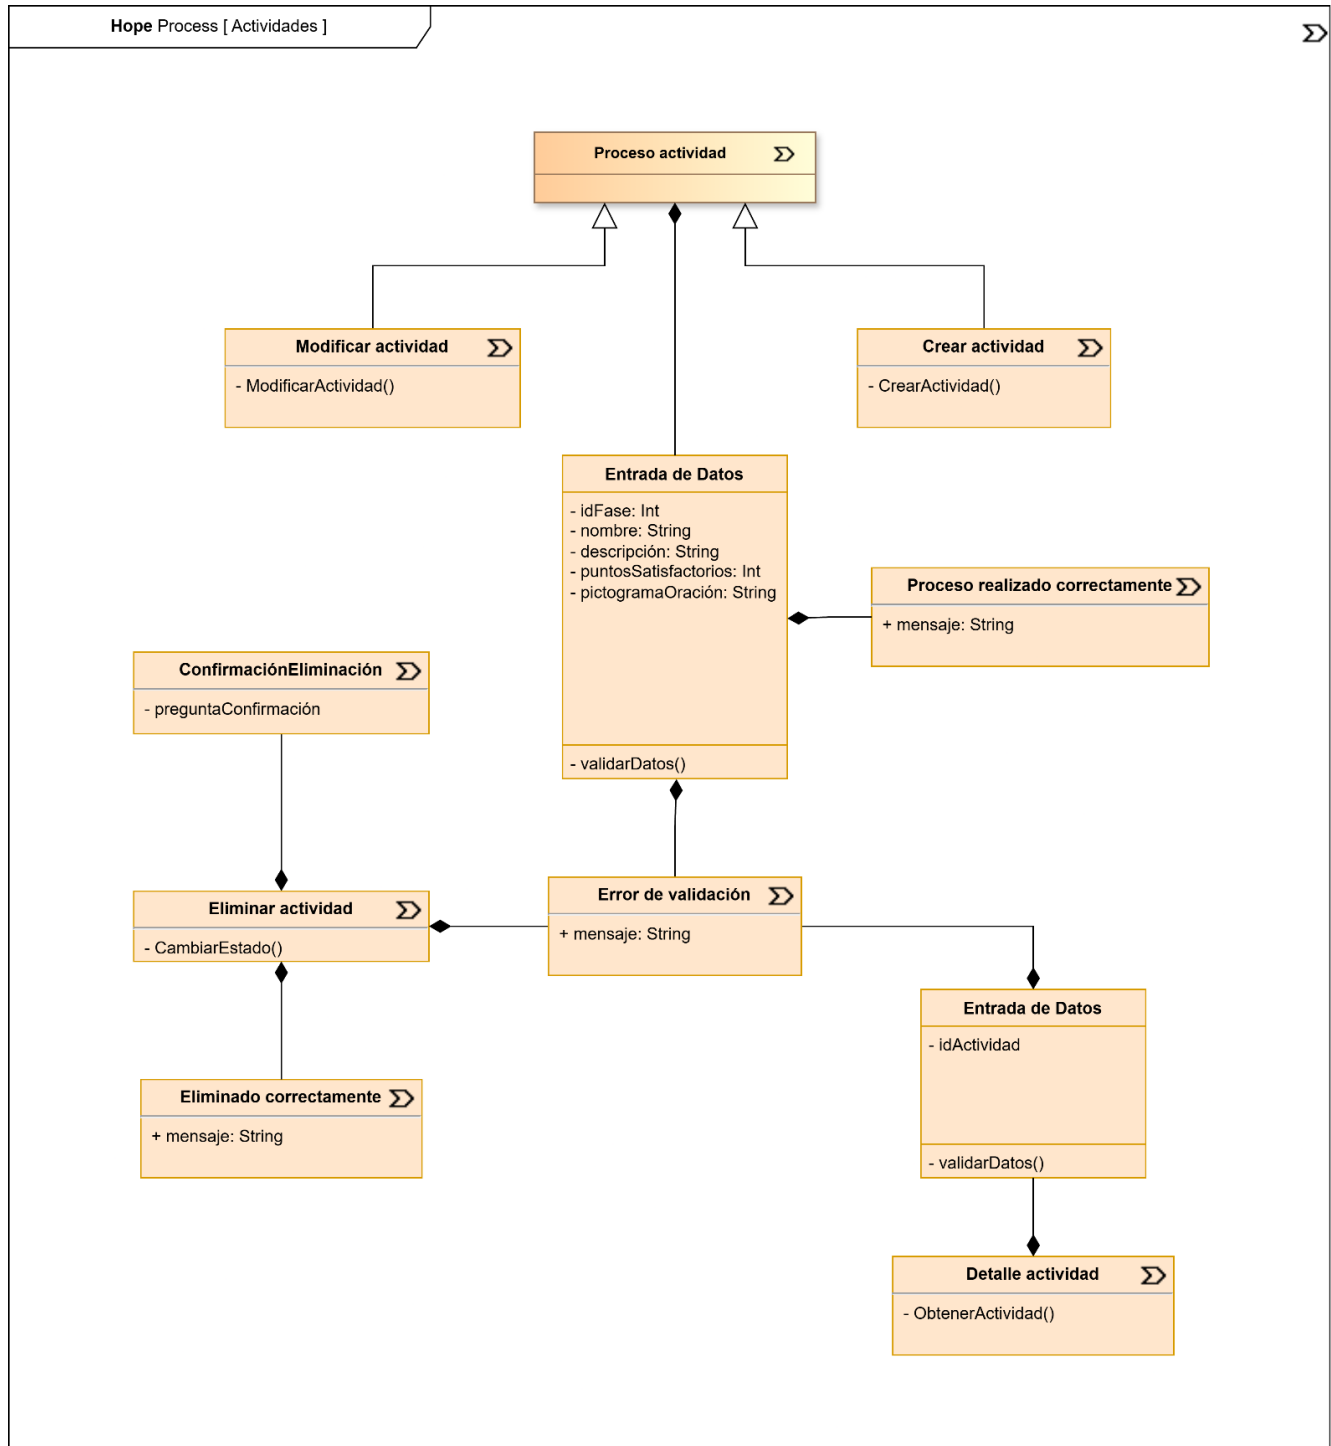 Hope Process [ Actividades ]
Proceso actividad
Modificar actividad
- ModificarActividad()
Crear actividad
- CrearActividad()
Entrada de Datos
- idFase: Int
- nombre: String
- descripción: String
- puntosSatisfactorios: Int
- pictogramaOración: String
- validarDatos()
Proceso realizado correctamente
+ mensaje: String
ConfirmaciónEliminación
- preguntaConfirmación
Eliminar actividad
- CambiarEstado()
Error de validación
+ mensaje: String
Entrada de Datos
- idActividad
- validarDatos()
Eliminado correctamente
+ mensaje: String
Detalle actividad
- ObtenerActividad()